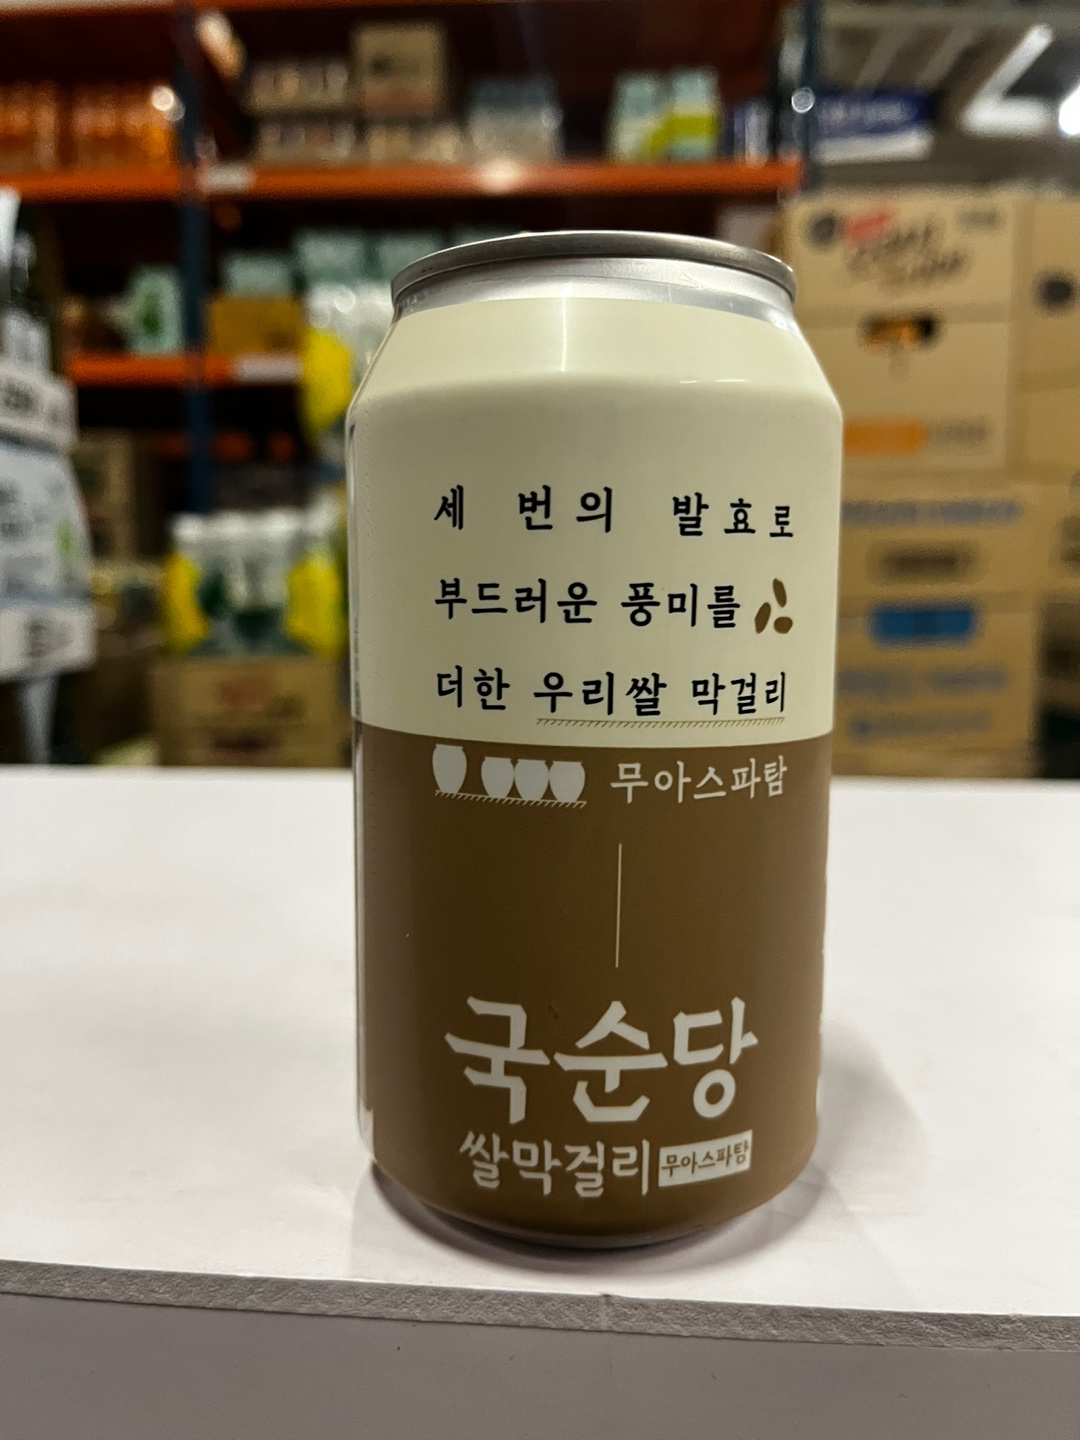 세 번의 발효로
부드러운 풍미를
더한 우리쌀 막걸리
무아스파탐
국순당
쌀막걸리 무아스파탐